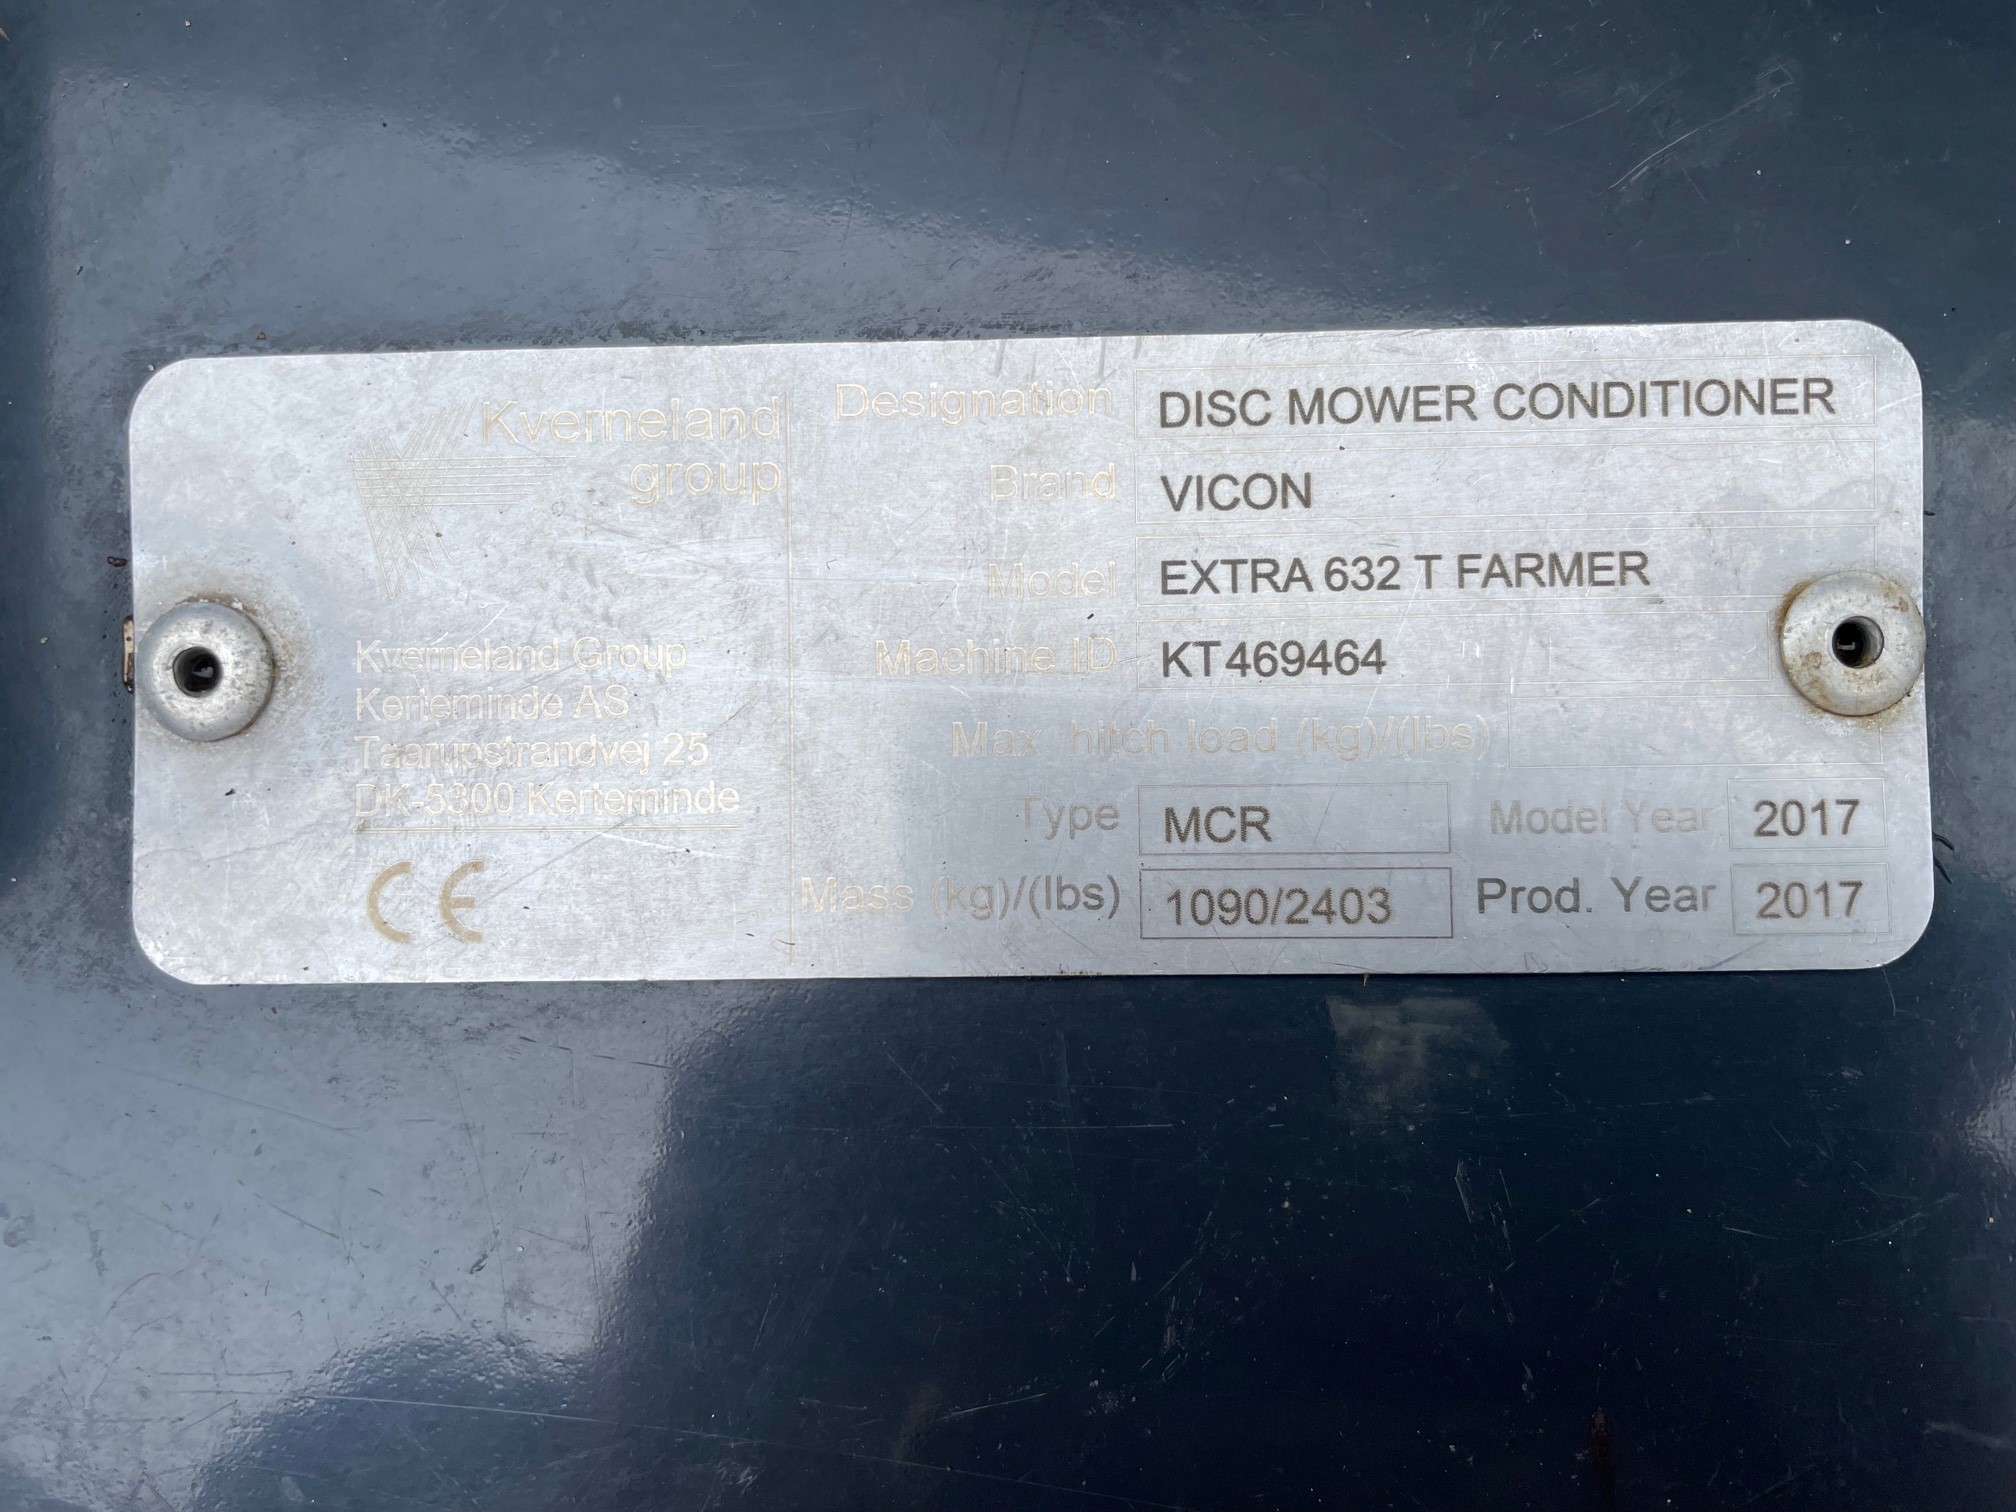 Kverneland
group
Kverneland Group
Kerteminde AS
Taarupstrandvej 25
DK-5300 Kerteminde
CE
Designation DISC MOWER CONDITIONER
Brand VICON
Model EXTRA 632 T FARMER
Machine ID KT469464
Max. hitch load (kg)/(lbs)
Type MCR Model Year 2017
Mass (kg)/(lbs) 1090/2403 Prod. Year 2017